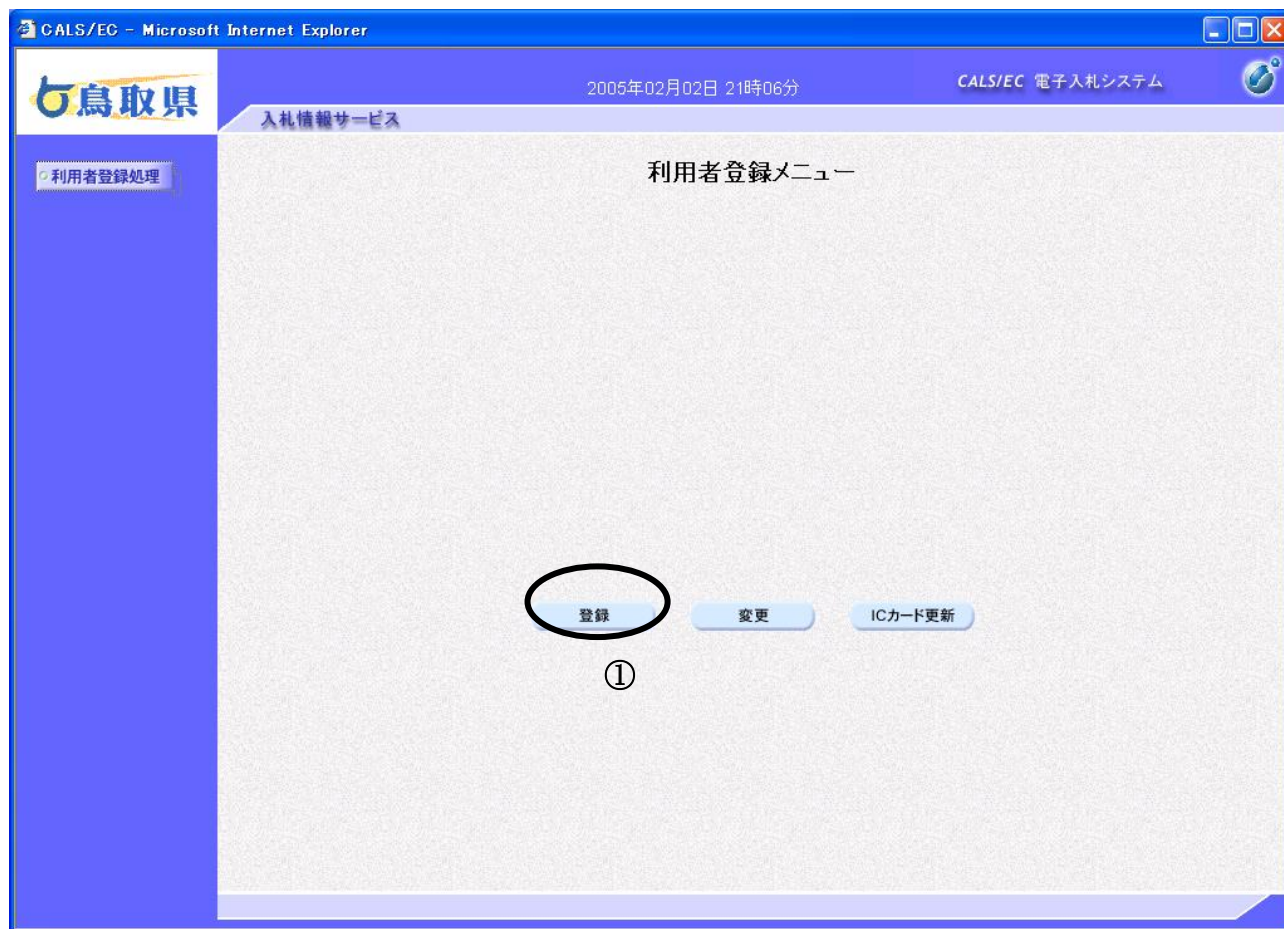 CALS/EC - Microsoft Internet Explorer
鳥取県
2005年02月02日 21時06分
CALS/EC 電子入札システム
入札情報サービス
利用者登録処理
利用者登録メニュー
登録
変更
ICカード更新
①